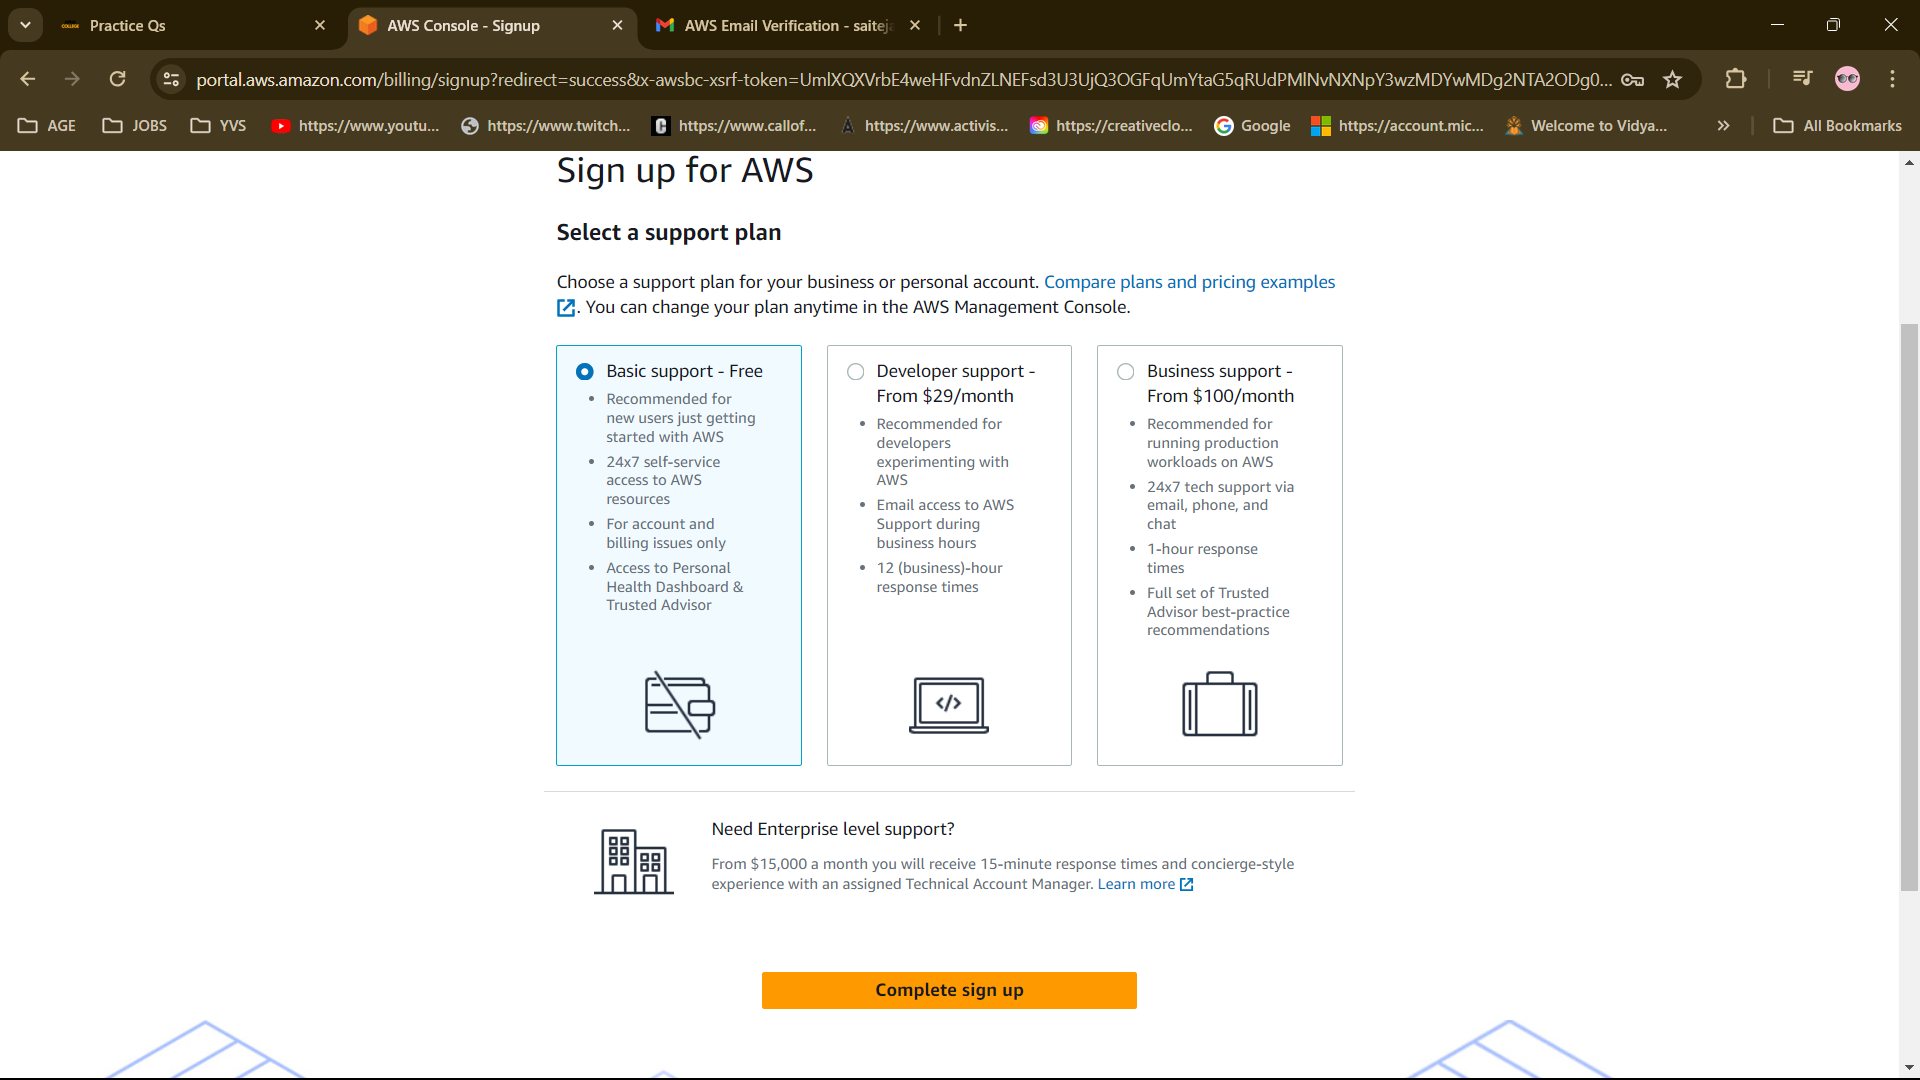 Practice Qs
AWS Console - Signup
AWS Email Verification - saitej
portal.aws.amazon.com/billing/signup?redirect=success&x-awsbc-xsrf-token=UmlXQXVrbE4weHFvdnZLNEFsd3U3UjQ3OGFqUmYtaG5qRUdPMlNvNXNpY3wzMDYwMDg2NTA2ODg0...
AGE
JOBS
YVS
https://www.youtu...
https://www.twitch...
https://www.callof...
https://www.activis...
https://creativeclo...
Google
https://account.mic...
Welcome to Vidya...
All Bookmarks
Sign up for AWS
Select a support plan
Choose a support plan for your business or personal account. Compare plans and pricing examples
. You can change your plan anytime in the AWS Management Console.
Basic support - Free
• Recommended for
new users just getting
started with AWS
• 24x7 self-service
access to AWS
resources
• For account and
billing issues only
• Access to Personal
Health Dashboard &
Trusted Advisor
Developer support -
From $29/month
• Recommended for
developers
experimenting with
AWS
• Email access to AWS
Support during
business hours
• 12 (business)-hour
response times
</>
Business support -
From $100/month
• Recommended for
running production
workloads on AWS
• 24x7 tech support via
email, phone, and
chat
• 1-hour response
times
• Full set of Trusted
Advisor best-practice
recommendations
Need Enterprise level support?
From $15,000 a month you will receive 15-minute response times and concierge-style
experience with an assigned Technical Account Manager. Learn more
Complete sign up